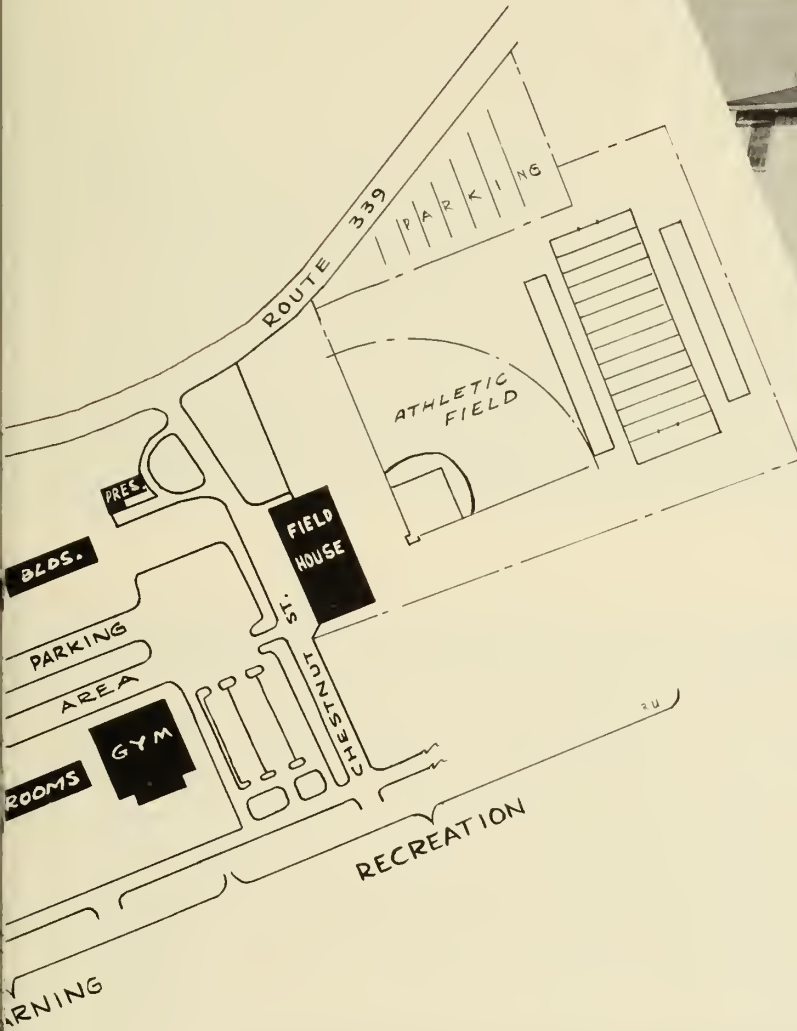 ROUTE 339
PARKING
ATHLETIC
FIELD
PRES.
FIELD
HOUSE
BLDS.
CHESTNUT ST.
PARKING
AREA
GYM
ROOMS
RECREATION
ARNING